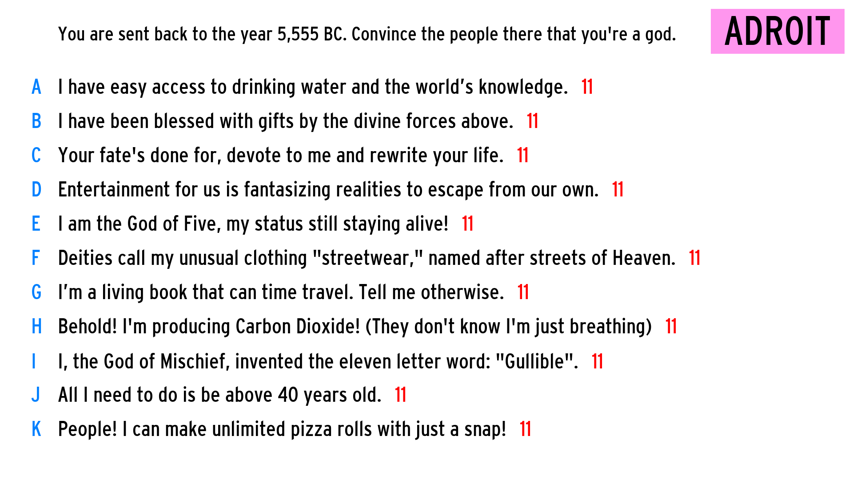 You are sent back to the year 5,555 BC. Convince the people there that you're a god.
ADROIT
A I have easy access to drinking water and the world's knowledge. 11
B I have been blessed with gifts by the divine forces above. 11
C Your fate's done for, devote to me and rewrite your life. 11
D Entertainment for us is fantasizing realities to escape from our own. 11
E I am the God of Five, my status still staying alive! 11
F Deities call my unusual clothing "streetwear," named after streets of Heaven. 11
G I'm a living book that can time travel. Tell me otherwise. 11
H Behold! I'm producing Carbon Dioxide! (They don't know I'm just breathing) 11
I I, the God of Mischief, invented the eleven letter word: "Gullible". 11
J All I need to do is be above 40 years old. 11
K People! I can make unlimited pizza rolls with just a snap! 11